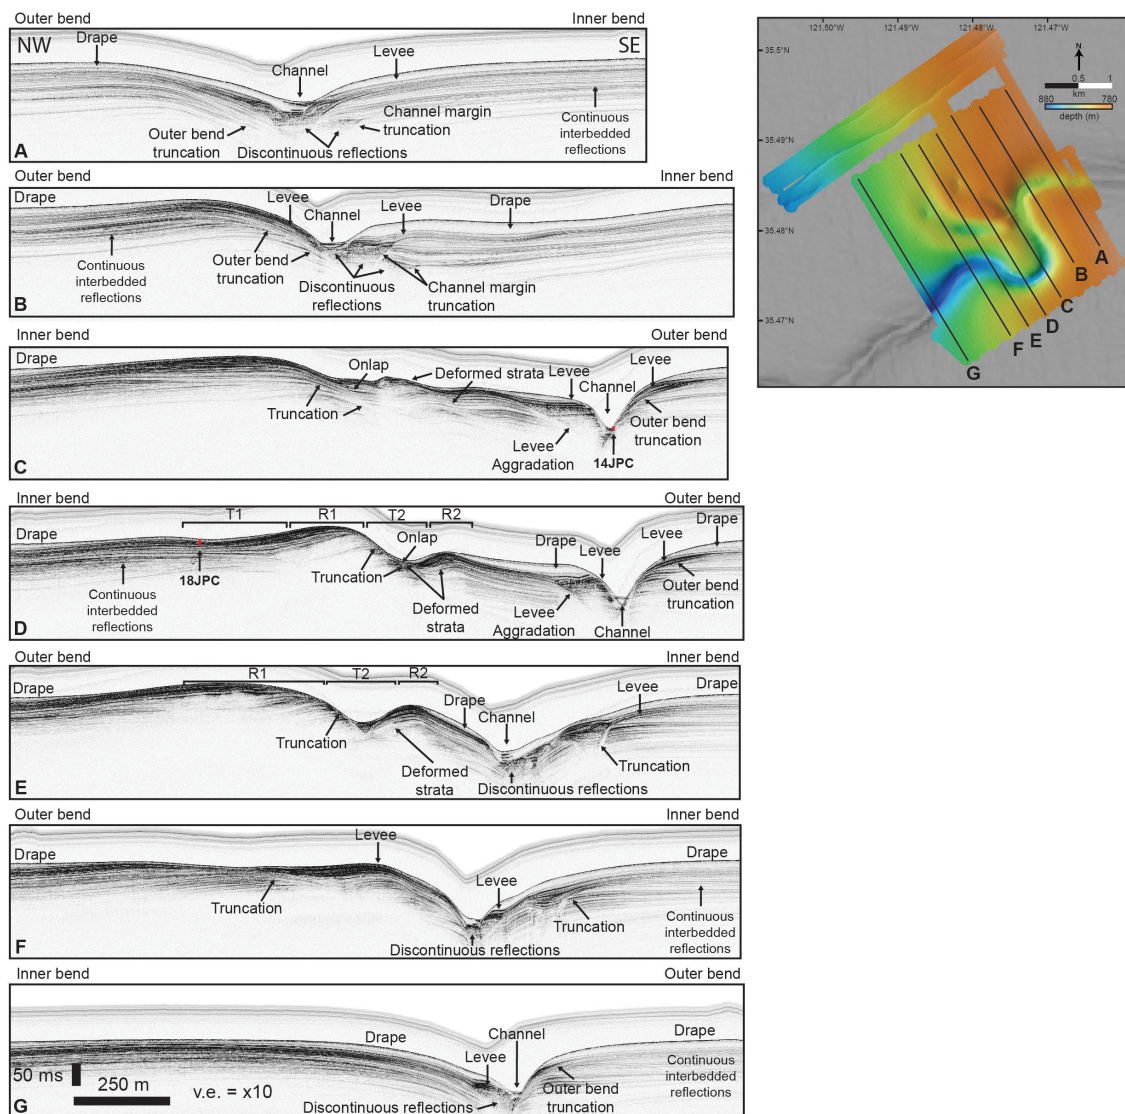 Outer bend
Inner bend
NW
SE
Drape
Levee
Channel
Channel margin
truncation
Outer bend
truncation
Discontinuous reflections
Continuous
interbedded
reflections
A
Outer bend
Inner bend
Drape
Levee
Channel
Levee
Drape
Continuous
interbedded
reflections
Outer bend
truncation
Discontinuous
reflections
Channel margin
truncation
B
Inner bend
Outer bend
Drape
Onlap
Deformed strata
Levee
Channel
Levee
Truncation
Levee
Aggradation
Outer bend
truncation
14JPC
C
Inner bend
Outer bend
T1
R1
T2
R2
Drape
Onlap
Drape
Levee
Levee
Drape
18JPC
Truncation
Continuous
interbedded
reflections
Deformed
strata
Levee
Aggradation
Channel
Outer bend
truncation
D
Outer bend
Inner bend
R1
T2
R2
Drape
Drape
Channel
Levee
Drape
Truncation
Deformed
strata
Discontinuous reflections
Truncation
E
Outer bend
Inner bend
Drape
Levee
Levee
Drape
Truncation
Discontinuous reflections
Truncation
Continuous
interbedded
reflections
F
Inner bend
Outer bend
Drape
Levee
Channel
Drape
Continuous
interbedded
reflections
Outer bend
truncation
Discontinuous reflections
50 ms
250 m
v.e. = x10
G
121.50°W
121.49°W
121.48°W
121.47°W
35.5°N
35.49°N
35.48°N
35.47°N
N
0.5
1
km
880
780
depth (m)
A
B
C
D
E
F
G